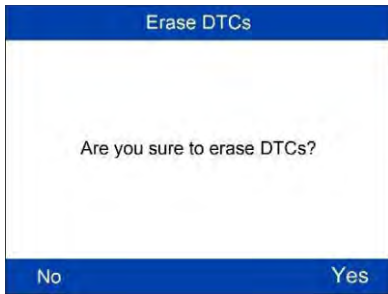 Erase DTCs
Are you sure to erase DTCs?
No Yes